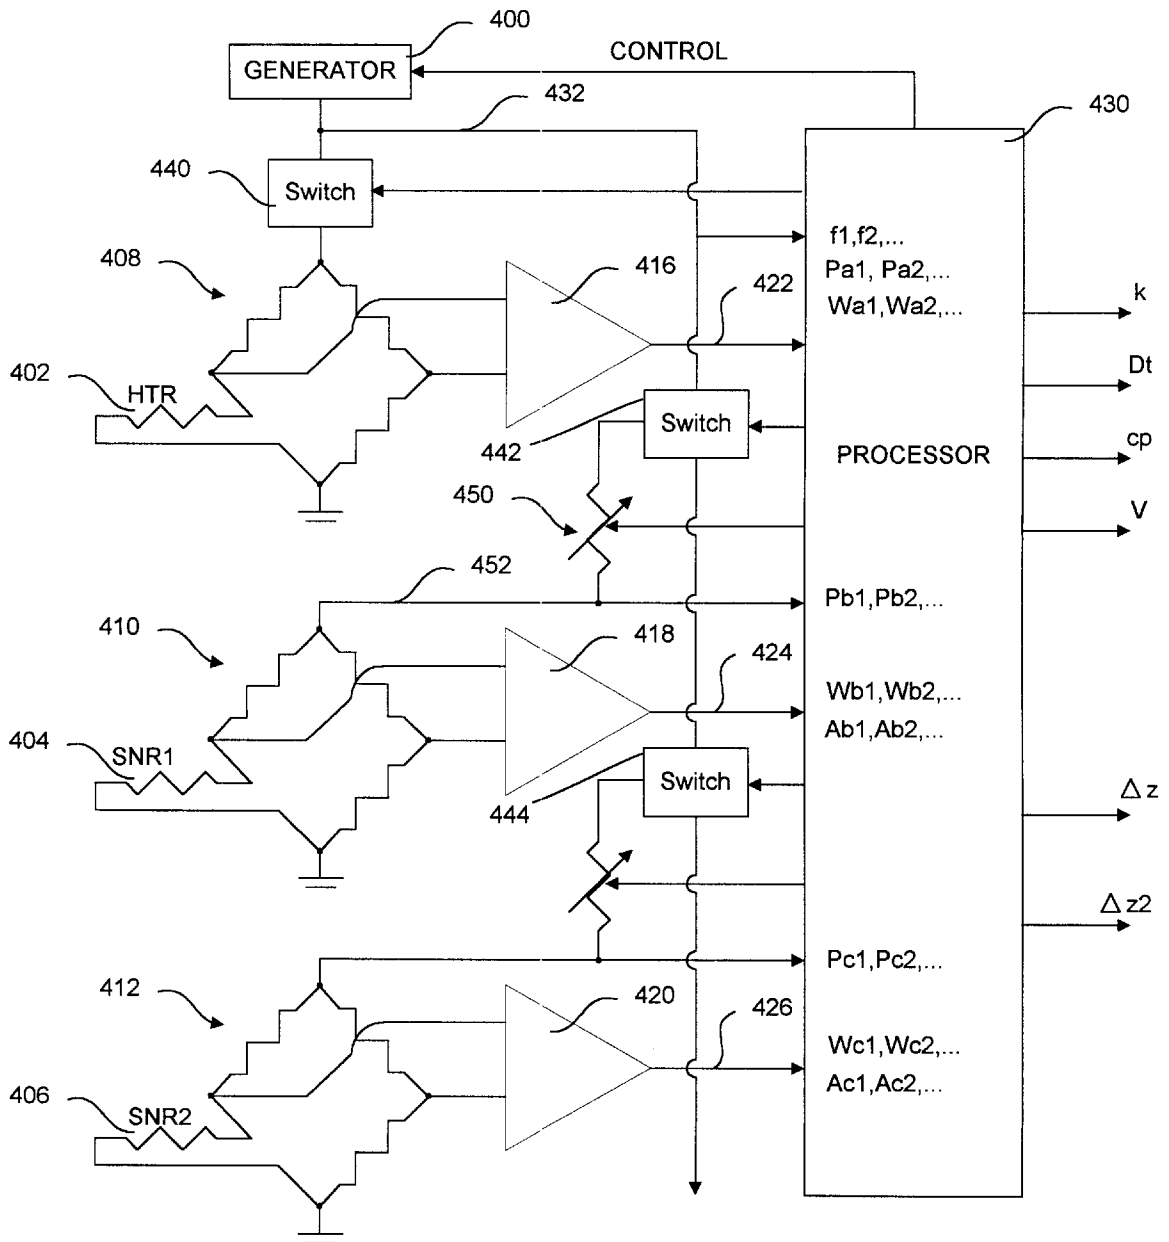 400
GENERATOR
CONTROL
432
430
440
Switch
408
416
422
f1,f2,...
Pa1, Pa2,...
Wa1,Wa2,...
k
402
HTR
Dt
442
Switch
PROCESSOR
cp
450
V
452
Pb1,Pb2,...
410
418
424
Wb1,Wb2,...
Ab1,Ab2,...
404
SNR1
444
Switch
Δ z
Δ z2
Pc1,Pc2,...
412
420
426
Wc1,Wc2,...
Ac1,Ac2,...
406
SNR2